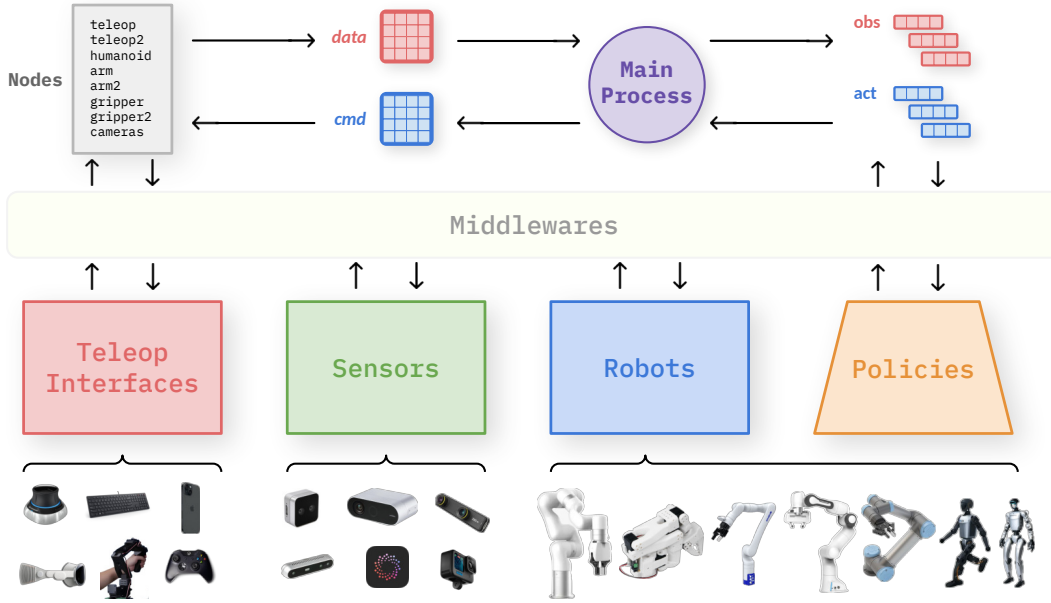 Nodes
teleop
teleop2
humanoid
arm
arm2
gripper
gripper2
cameras
data
cmd
Main
Process
obs
act
Middlewares
Teleop
Interfaces
Sensors
Robots
Policies